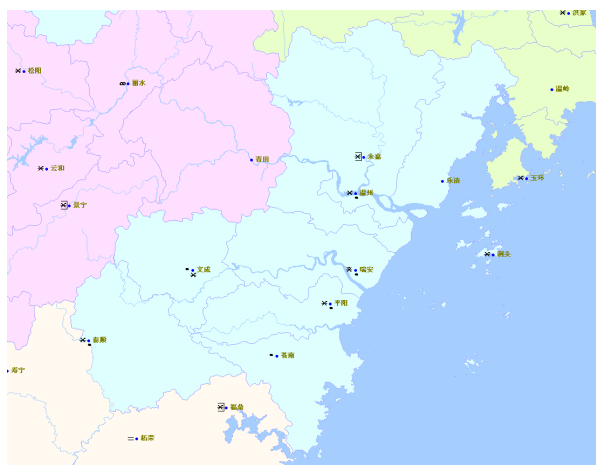 洪家
松阳
丽水
温岭
永嘉
青田
云和
玉环
乐清
温州
景宁
洞头
文成
瑞安
平阳
泰顺
苍南
寿宁
福鼎
柘荣